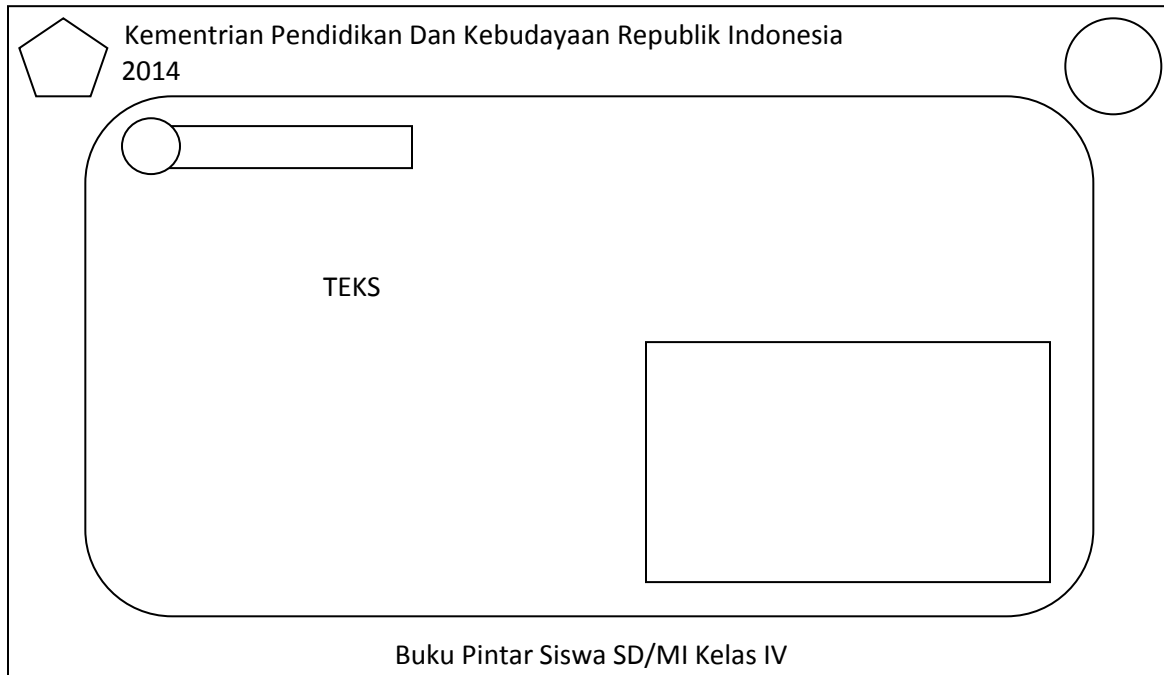 Kementrian Pendidikan Dan Kebudayaan Republik Indonesia
2014
TEKS
Buku Pintar Siswa SD/MI Kelas IV